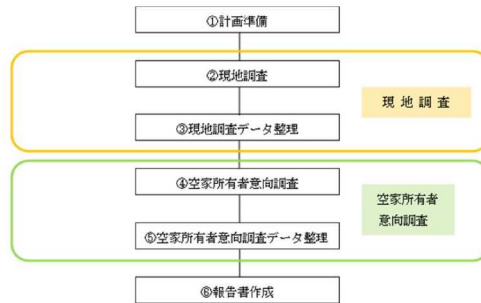 ①計画準備
②現地調査
現地調査
③現地調査データ整理
④空家所有者意向調査
空家所有者
意向調査
⑤空家所有者意向調査データ整理
⑥報告書作成